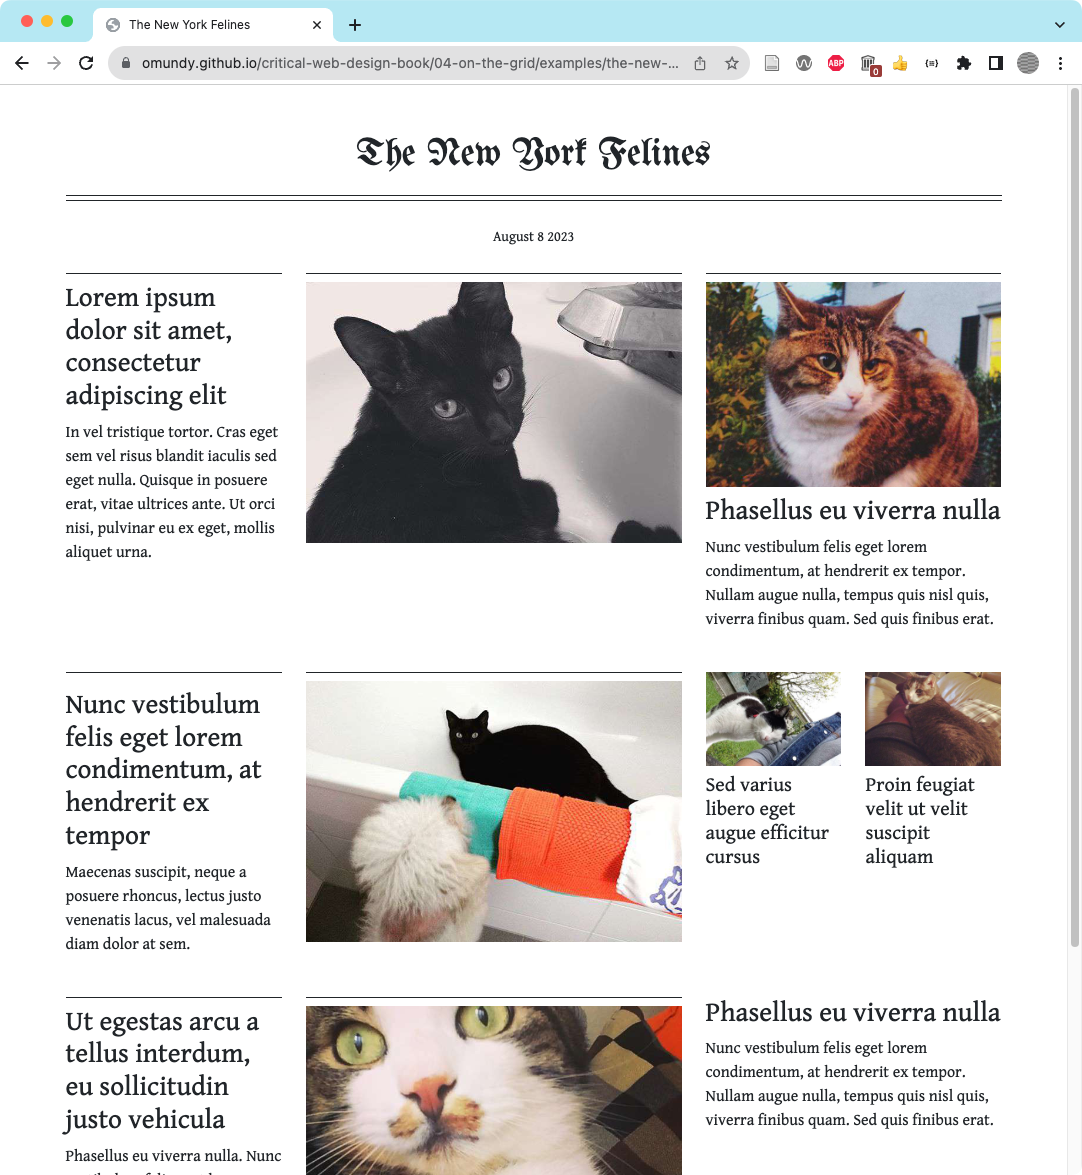 The New York Felines
omundy.github.io/critical-web-design-book/04-on-the-grid/examples/the-new-...
ABP
0
{=}
The New York Felines
August 8 2023
Lorem ipsum
dolor sit amet,
consectetur
adipiscing elit
In vel tristique tortor. Cras eget
sem vel risus blandit iaculis sed
eget nulla. Quisque in posuere
erat, vitae ultrices ante. Ut orci
nisi, pulvinar eu ex eget, mollis
aliquet urna.
Phasellus eu viverra nulla
Nunc vestibulum felis eget lorem
condimentum, at hendrerit ex tempor.
Nullam augue nulla, tempus quis nisl quis,
viverra finibus quam. Sed quis finibus erat.
Nunc vestibulum
felis eget lorem
condimentum, at
hendrerit ex
tempor
Maecenas suscipit, neque a
posuere rhoncus, lectus justo
venenatis lacus, vel malesuada
diam dolor at sem.
Sed varius
libero eget
augue efficitur
cursus
Proin feugiat
velit ut velit
suscipit
aliquam
Ut egestas arcu a
tellus interdum,
eu sollicitudin
justo vehicula
Phasellus eu viverra nulla. Nunc
Phasellus eu viverra nulla
Nunc vestibulum felis eget lorem
condimentum, at hendrerit ex tempor.
Nullam augue nulla, tempus quis nisl quis,
viverra finibus quam. Sed quis finibus erat.